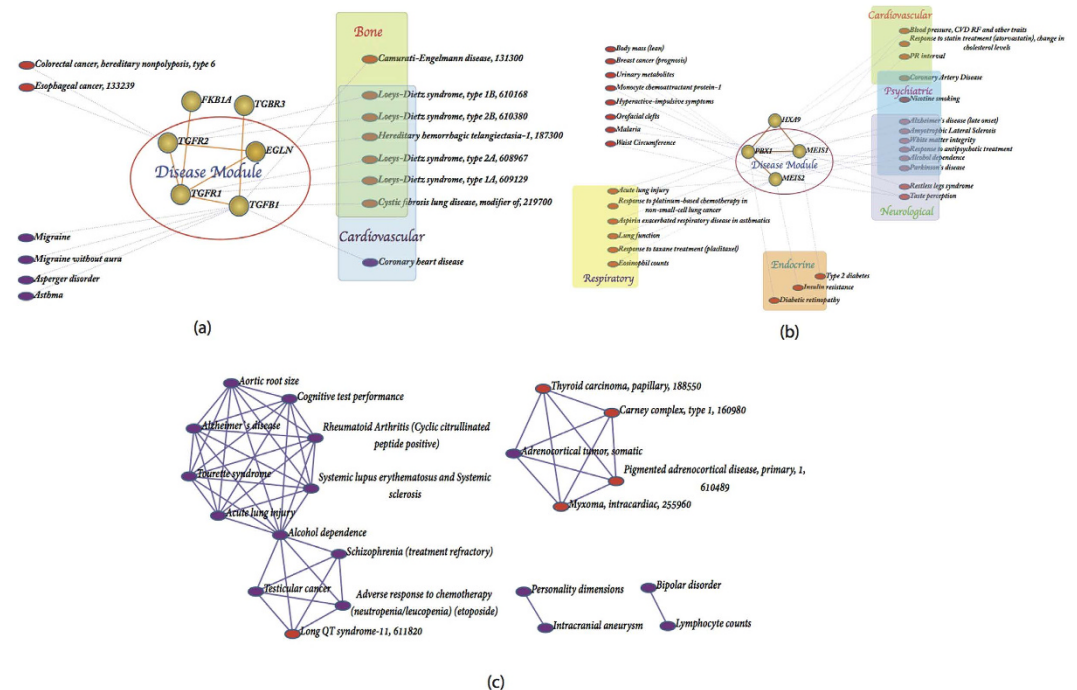 Bone
Colorectal cancer, hereditary nonpolyposis, type 6
Esophageal cancer, 133239
Camurati-Engelmann disease, 131300
FKB1A
TGBR3
Loeys-Dietz syndrome, type 1B, 610168
Loeys-Dietz syndrome, type 2B, 610380
Hereditary hemorrhagic telangiectasia-1, 187300
Loeys-Dietz syndrome, type 2A, 608967
Loeys-Dietz syndrome, type 1A, 609129
Cystic fibrosis lung disease, modifier of, 219700
TGFR2
EGLN
Disease Module
TGFR1
TGFB1
Cardiovascular
Coronary heart disease
Migraine
Migraine without aura
Asperger disorder
Asthma
(a)
Cardiovascular
Blood pressure, CVD RF and other traits
Response to statin treatment (atorvastatin), change in
cholesterol levels
PR interval
Coronary Artery Disease
Psychiatric
Nicotine smoking
Alzheimer's disease (late onset)
Amyotrophic Lateral Sclerosis
White matter integrity
Response to antipsychotic treatment
Alcohol dependence
Parkinson's disease
Restless legs syndrome
Taste perception
Neurological
Body mass (lean)
Breast cancer (prognosis)
Urinary metabolites
Monocyte chemoattractant protein-1
Hyperactive-impulsive symptoms
Orofacial clefts
Malaria
Waist Circumference
HXA9
PBX1
MEIS1
Disease Module
MEIS2
Acute lung injury
Response to platinum-based chemotherapy in
non-small-cell lung cancer
Aspirin exacerbated respiratory disease in asthmatics
Lung function
Response to taxane treatment (placlitaxel)
Eosinophil counts
Respiratory
Endocrine
Type 2 diabetes
Insulin resistance
Diabetic retinopathy
(b)
Aortic root size
Cognitive test performance
Alzheimer's disease
Rheumatoid Arthritis (Cyclic citrullinated
peptide positive)
Tourette syndrome
Systemic lupus erythematosus and Systemic
sclerosis
Acute lung injury
Alcohol dependence
Schizophrenia (treatment refractory)
Testicular cancer
Adverse response to chemotherapy
(neutropenia/leucopenia) (etoposide)
Long QT syndrome-11, 611820
Thyroid carcinoma, papillary, 188550
Carney complex, type 1, 160980
Adrenocortical tumor, somatic
Pigmented adrenocortical disease, primary, 1,
610489
Myxoma, intracardiac, 255960
Personality dimensions
Intracranial aneurysm
Bipolar disorder
Lymphocyte counts
(c)